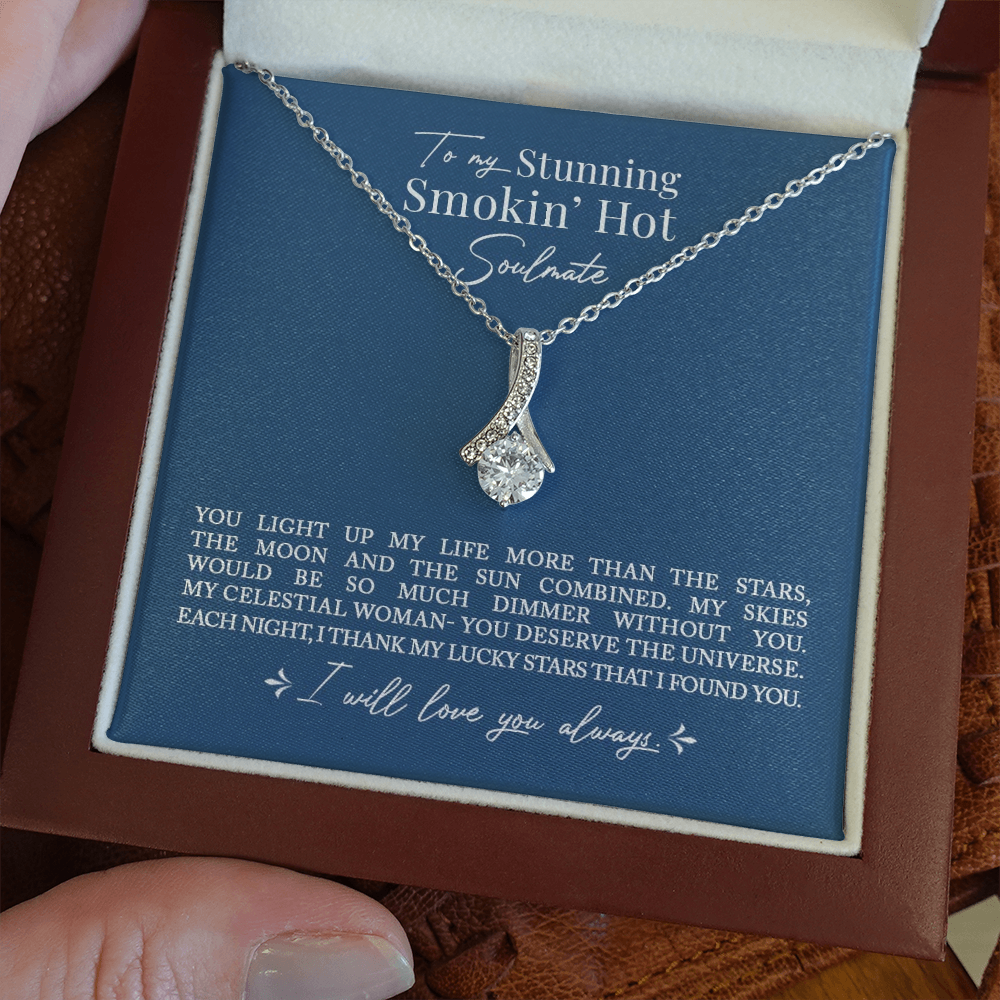 To my Stunning
Smokin' Hot
Soulmate
YOU LIGHT UP MY LIFE MORE THAN THE STARS,
THE MOON AND THE SUN COMBINED. MY SKIES
WOULD BE SO MUCH DIMMER WITHOUT YOU.
MY CELESTIAL WOMAN- YOU DESERVE THE UNIVERSE.
EACH NIGHT, I THANK MY LUCKY STARS THAT I FOUND YOU.
I will love you always.